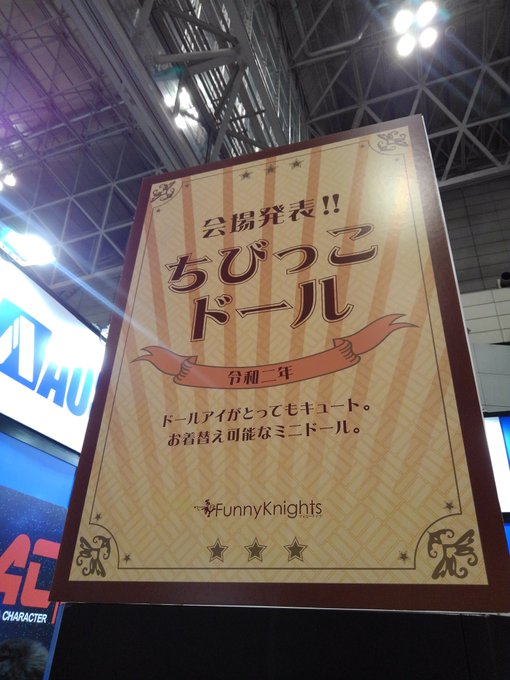 会場発表!!
ちびっこ
ドール
令和二年
ドールアイがとってもキュート。
お着替え可能なミニドール。
FunnyKnights
AU
CHARACTER